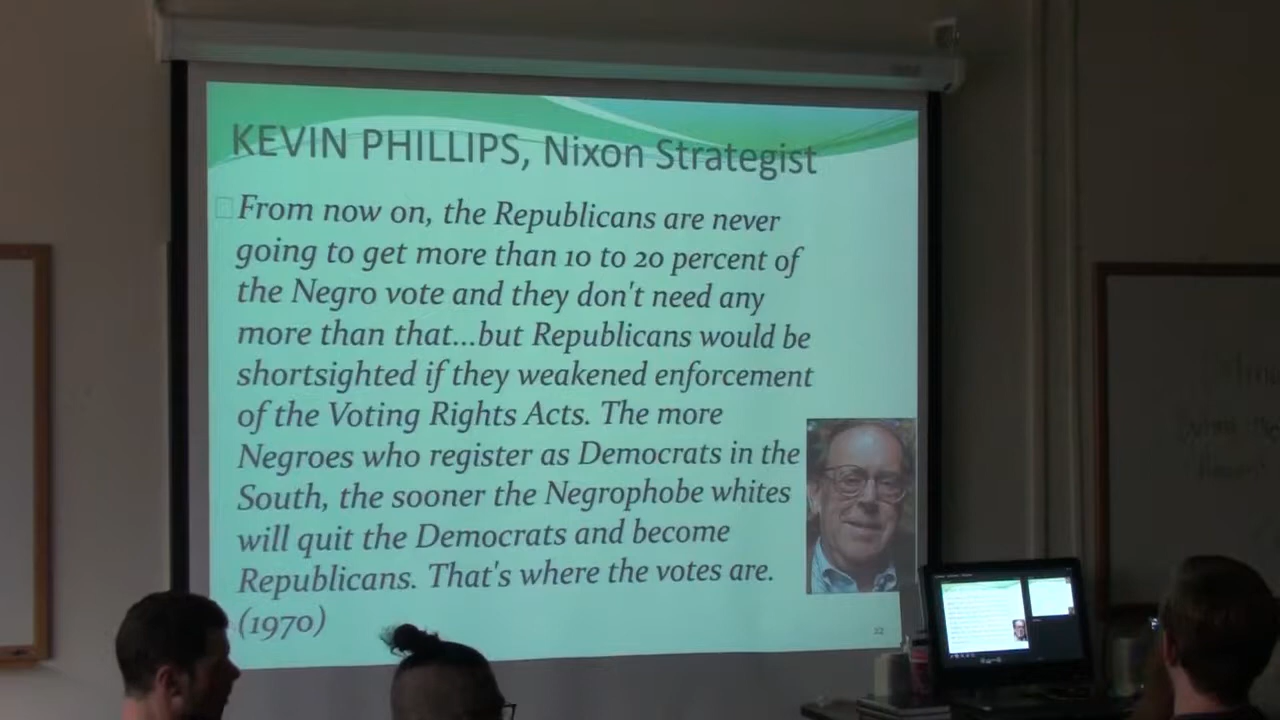 KEVIN PHILLIPS, Nixon Strategist
From now on, the Republicans are never
going to get more than 10 to 20 percent of
the Negro vote and they don't need any
more than that...but Republicans would be
shortsighted if they weakened enforcement
of the Voting Rights Acts. The more
Negroes who register as Democrats in the
South, the sooner the Negrophobe whites
will quit the Democrats and become
Republicans. That's where the votes are.
(1970)
32